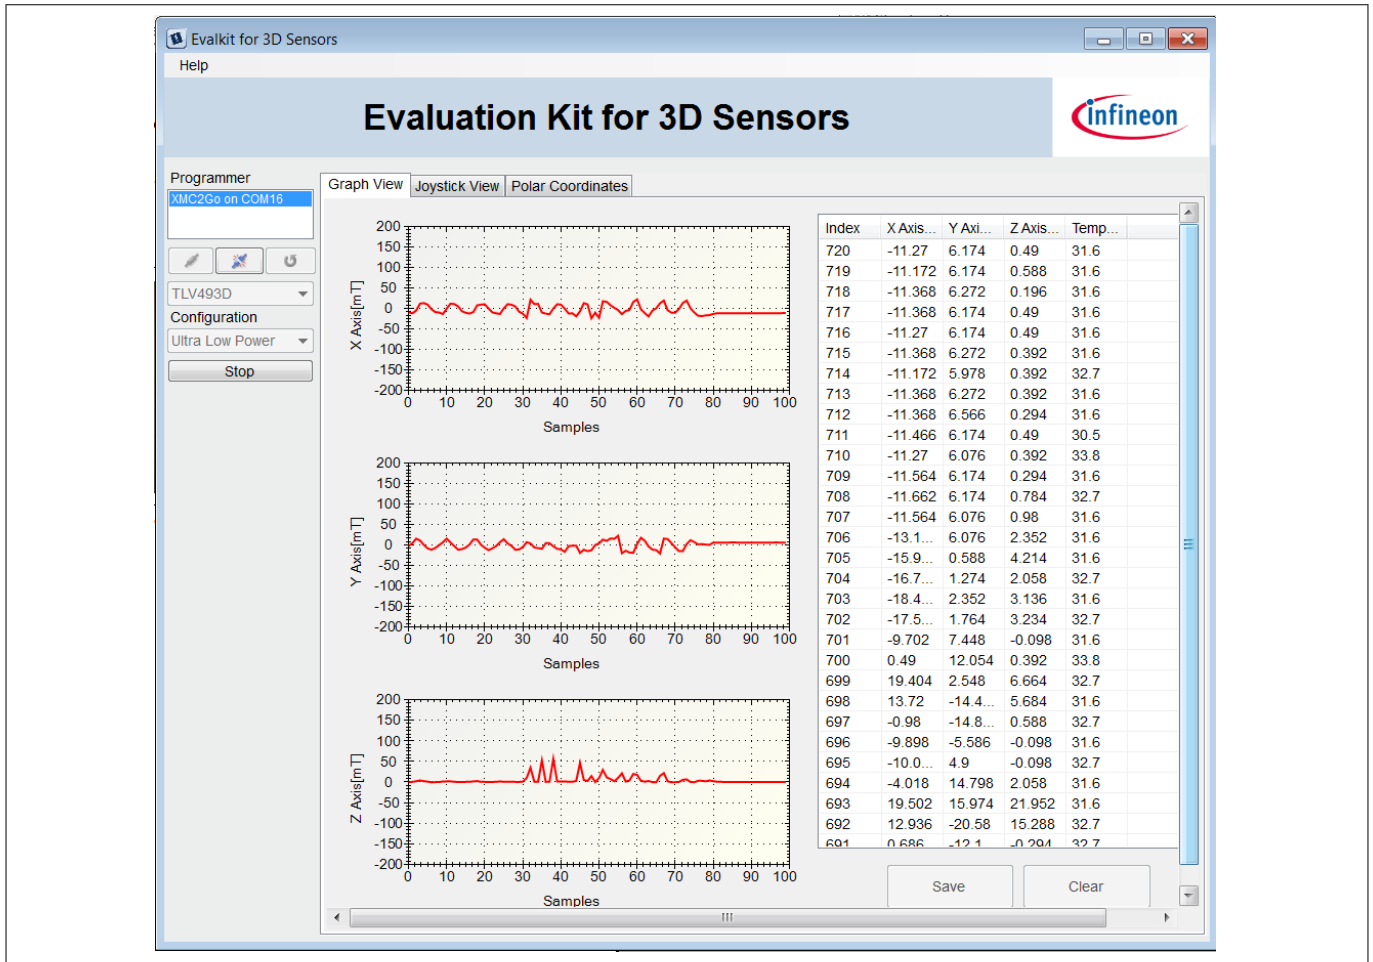 Evalkit for 3D Sensors
Help
Evaluation Kit for 3D Sensors
infineon
Programmer
XMC2Go on COM16
TLV493D
Configuration
Ultra Low Power
Stop
Graph View Joystick View Polar Coordinates
200
150
100
50
0
-50
-100
-150
-200
X Axis[mT]
0 10 20 30 40 50 60 70 80 90 100
Samples
200
150
100
50
0
-50
-100
-150
-200
Y Axis[mT]
0 10 20 30 40 50 60 70 80 90 100
Samples
200
150
100
50
0
-50
-100
-150
-200
Z Axis[mT]
0 10 20 30 40 50 60 70 80 90 100
Samples
Index X Axis... Y Axi... Z Axis... Temp...
720 -11.27 6.174 0.49 31.6
719 -11.172 6.174 0.588 31.6
718 -11.368 6.272 0.196 31.6
717 -11.368 6.174 0.49 31.6
716 -11.27 6.174 0.49 31.6
715 -11.368 6.272 0.392 31.6
714 -11.172 5.978 0.392 32.7
713 -11.368 6.272 0.392 31.6
712 -11.368 6.566 0.294 31.6
711 -11.466 6.174 0.49 30.5
710 -11.27 6.076 0.392 33.8
709 -11.564 6.174 0.294 31.6
708 -11.662 6.174 0.784 32.7
707 -11.564 6.076 0.98 31.6
706 -13.1... 6.076 2.352 31.6
705 -15.9... 0.588 4.214 31.6
704 -16.7... 1.274 2.058 32.7
703 -18.4... 2.352 3.136 31.6
702 -17.5... 1.764 3.234 32.7
701 -9.702 7.448 -0.098 31.6
700 0.49 12.054 0.392 33.8
699 19.404 2.548 6.664 32.7
698 13.72 -14.4... 5.684 31.6
697 -0.98 -14.8... 0.588 32.7
696 -9.898 -5.586 -0.098 31.6
695 -10.0... 4.9 -0.098 32.7
694 -4.018 14.798 2.058 31.6
693 19.502 15.974 21.952 31.6
692 12.936 -20.58 15.288 32.7
691 0.686 -12.1 -0.294 32.7
Save Clear